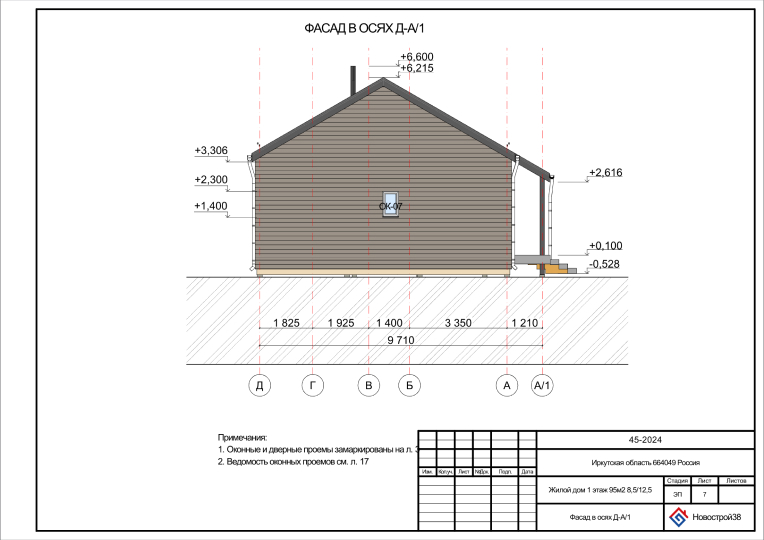 ФАСАД В ОСЯХ Д-А/1
+6,600
+6,215
+3,306
+2,616
+2,300
+1,400
ОК-07
+0,100
-0,528
1 825 1 925 1 400 3 350 1 210
9 710
Д Г В Б А А/1
Примечания:
1. Оконные и дверные проемы замаркированы на л. 3
2. Ведомость оконных проемов см. л. 17
45-2024
Иркутская область 664049 Россия
Изм. Кол.уч. Лист №Док. Подп. Дата
Жилой дом 1 этаж 95м2 8,5/12,5
Стадия Лист Листов
ЭП 7
Фасад в осях Д-А/1
Новострой38